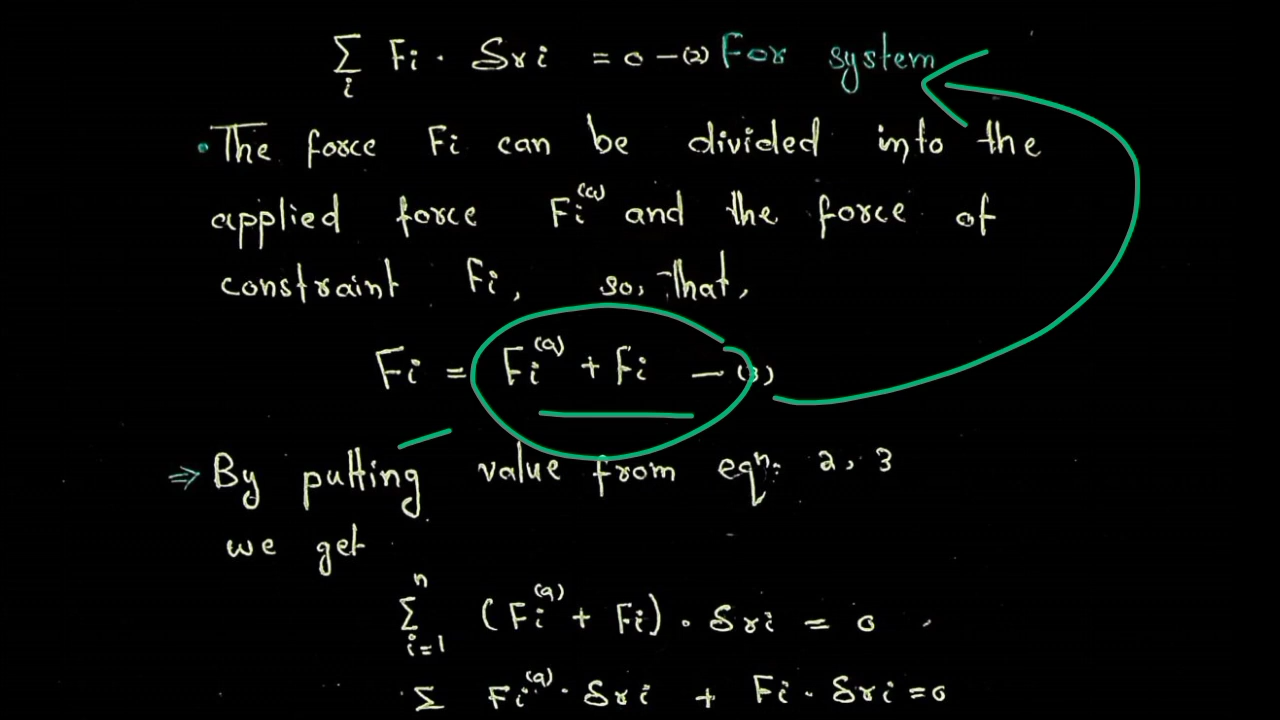 Σ_i Fi · δri = 0 –(2) For system
• The force Fi can be divided into the
applied force Fi^(a) and the force of
constraint Fi, so, that,
Fi = Fi^(a) + Fi — (3)
⇒ By putting value from eqⁿ. 2, 3
we get
Σ_{i=1}^n (Fi^(a) + Fi) · δri = 0
Σ Fi^(a) · δri + Fi · δri = 0